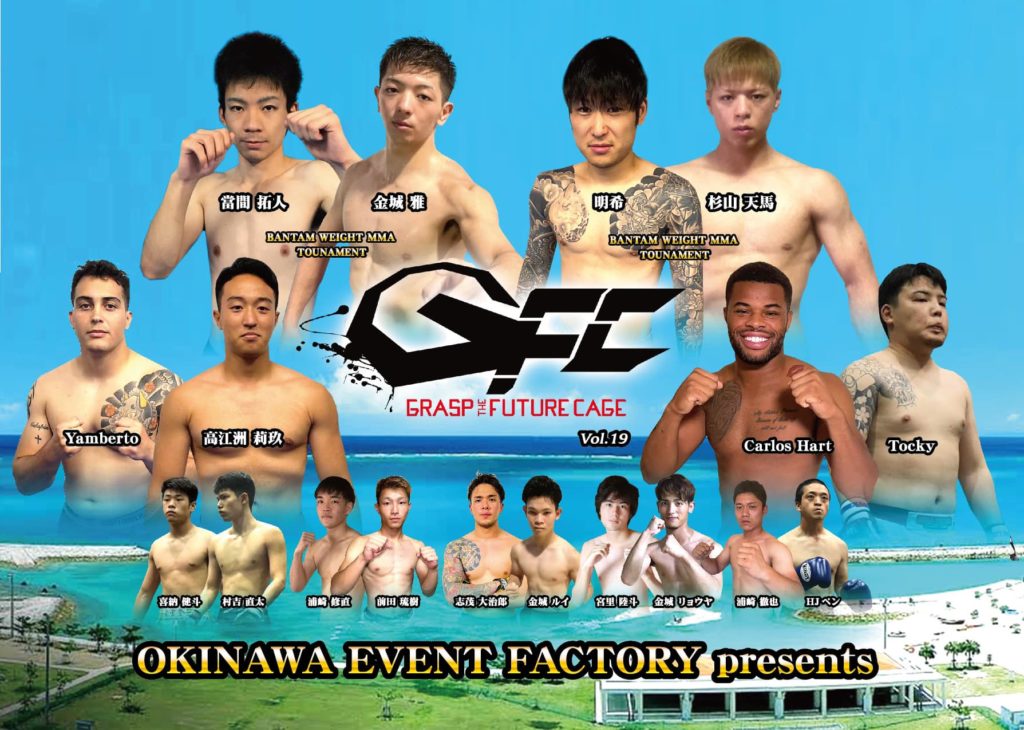 當間 拓人
金城 雅
明希
杉山 天馬
BANTAM WEIGHT MMA
TOUNAMENT
BANTAM WEIGHT MMA
TOUNAMENT
GFC
GRASP THE FUTURE CAGE
Vol.19
Yamberto
高江洲 莉玖
Carlos Hart
Tocky
喜納 健斗
村吉 直太
浦崎 修直
前田 琉樹
志茂 大治郎
金城 ルイ
宮里 陸斗
金城 リョウヤ
浦崎 徹也
HJ ベン
OKINAWA EVENT FACTORY presents